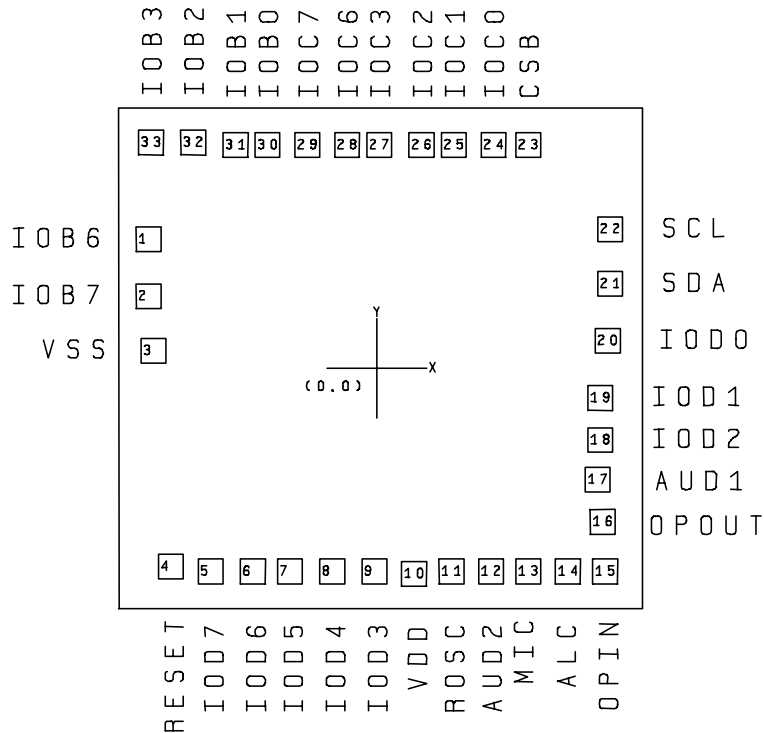 IOB3 IOB2 IOB1 IOB0 IOC7 IOC6 IOC3 IOC2 IOC1 IOC0 CSB
33 32 31 30 29 28 27 26 25 24 23
IOB6 1
22 SCL
IOB7 2
21 SDA
VSS 3
20 IOD0
Y
X
(0,0)
19 IOD1
18 IOD2
17 AUD1
16 OPOUT
4 5 6 7 8 9 10 11 12 13 14 15
RESET IOD7 IOD6 IOD5 IOD4 IOD3 VDD ROSC AUD2 MIC ALC OPIN